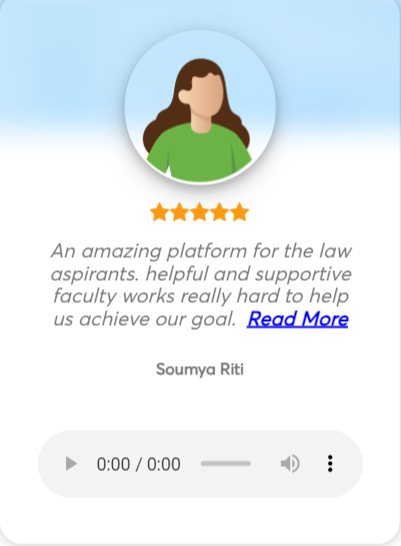 An amazing platform for the law
aspirants. helpful and supportive
faculty works really hard to help
us achieve our goal. Read More
Soumya Riti
0:00 / 0:00